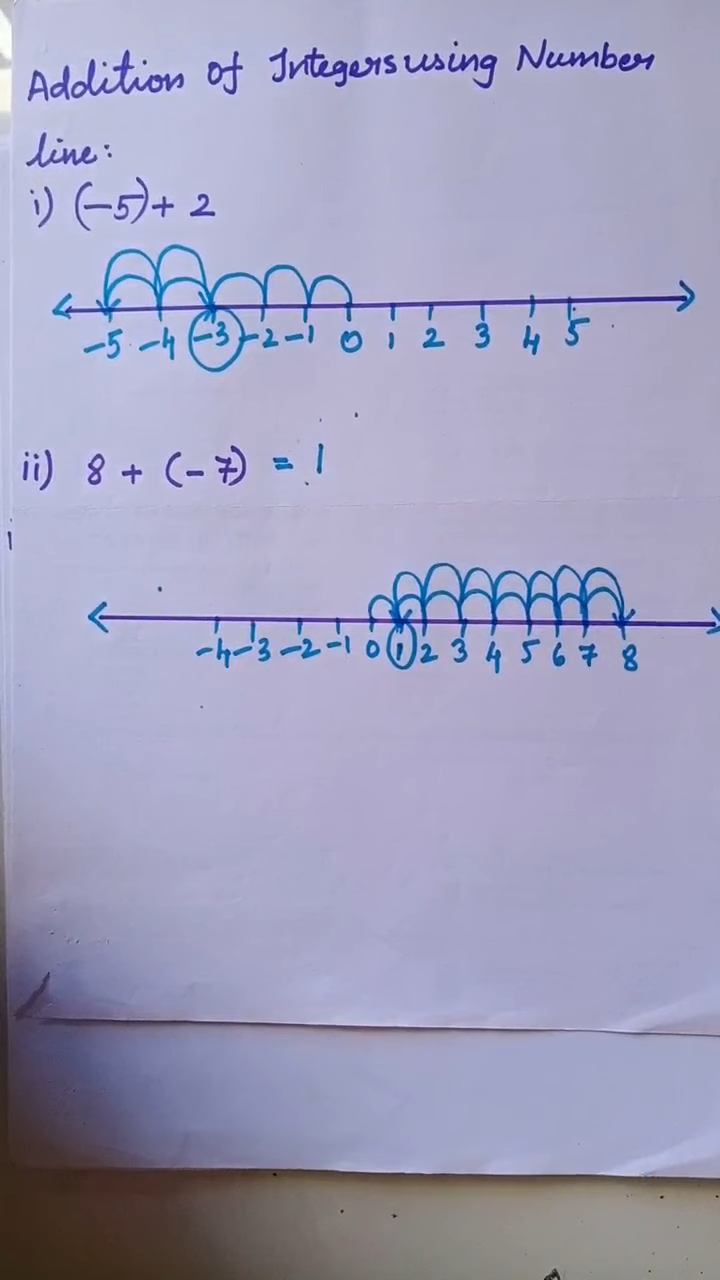 Addition of Integers using Number
line:
i) (-5) + 2
-5 -4 -3 -2 -1 0 1 2 3 4 5
ii) 8 + (-7) = 1
-4 -3 -2 -1 0 1 2 3 4 5 6 7 8